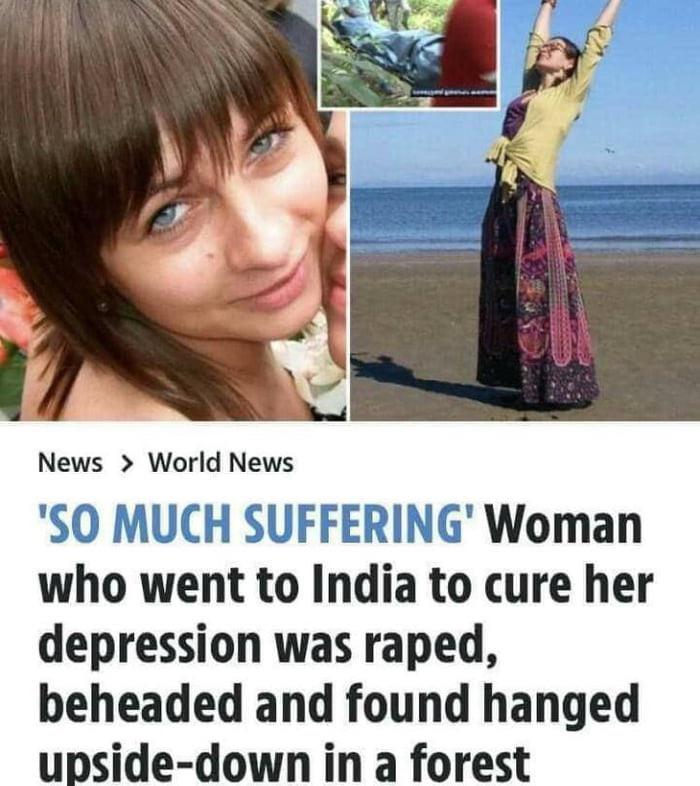 News > World News
'SO MUCH SUFFERING' Woman
who went to India to cure her
depression was raped,
beheaded and found hanged
upside-down in a forest